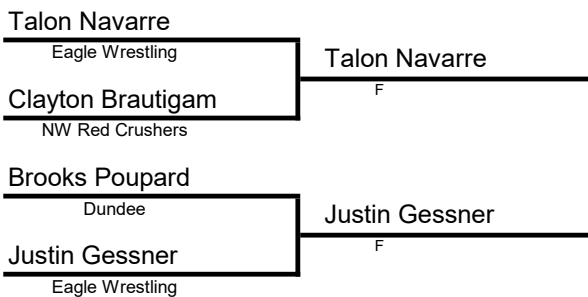 Talon Navarre
Eagle Wrestling
Talon Navarre
F
Clayton Brautigam
NW Red Crushers
Brooks Poupard
Dundee
Justin Gessner
F
Justin Gessner
Eagle Wrestling